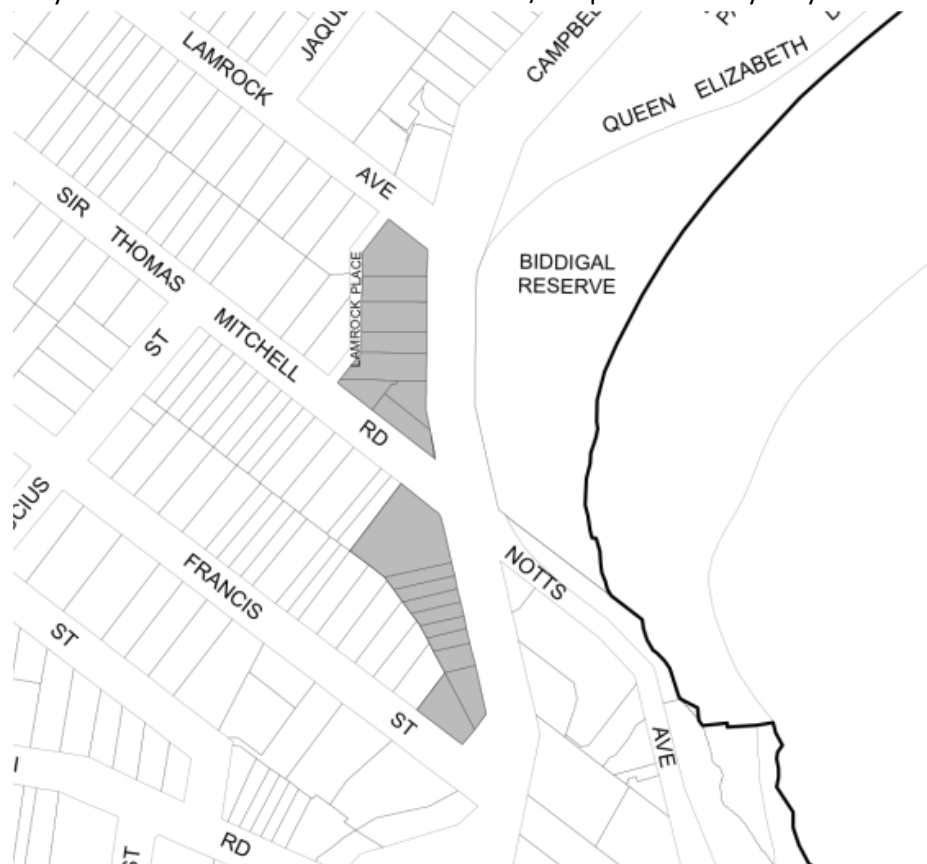 LAMROCK
AVE
QUEEN ELIZABETH
SIR THOMAS
MITCHELL
RD
LAMROCK PLACE
BIDDIGAL
RESERVE
ST
FRANCIS
ST
NOTTS
AVE
ST
RD
ST